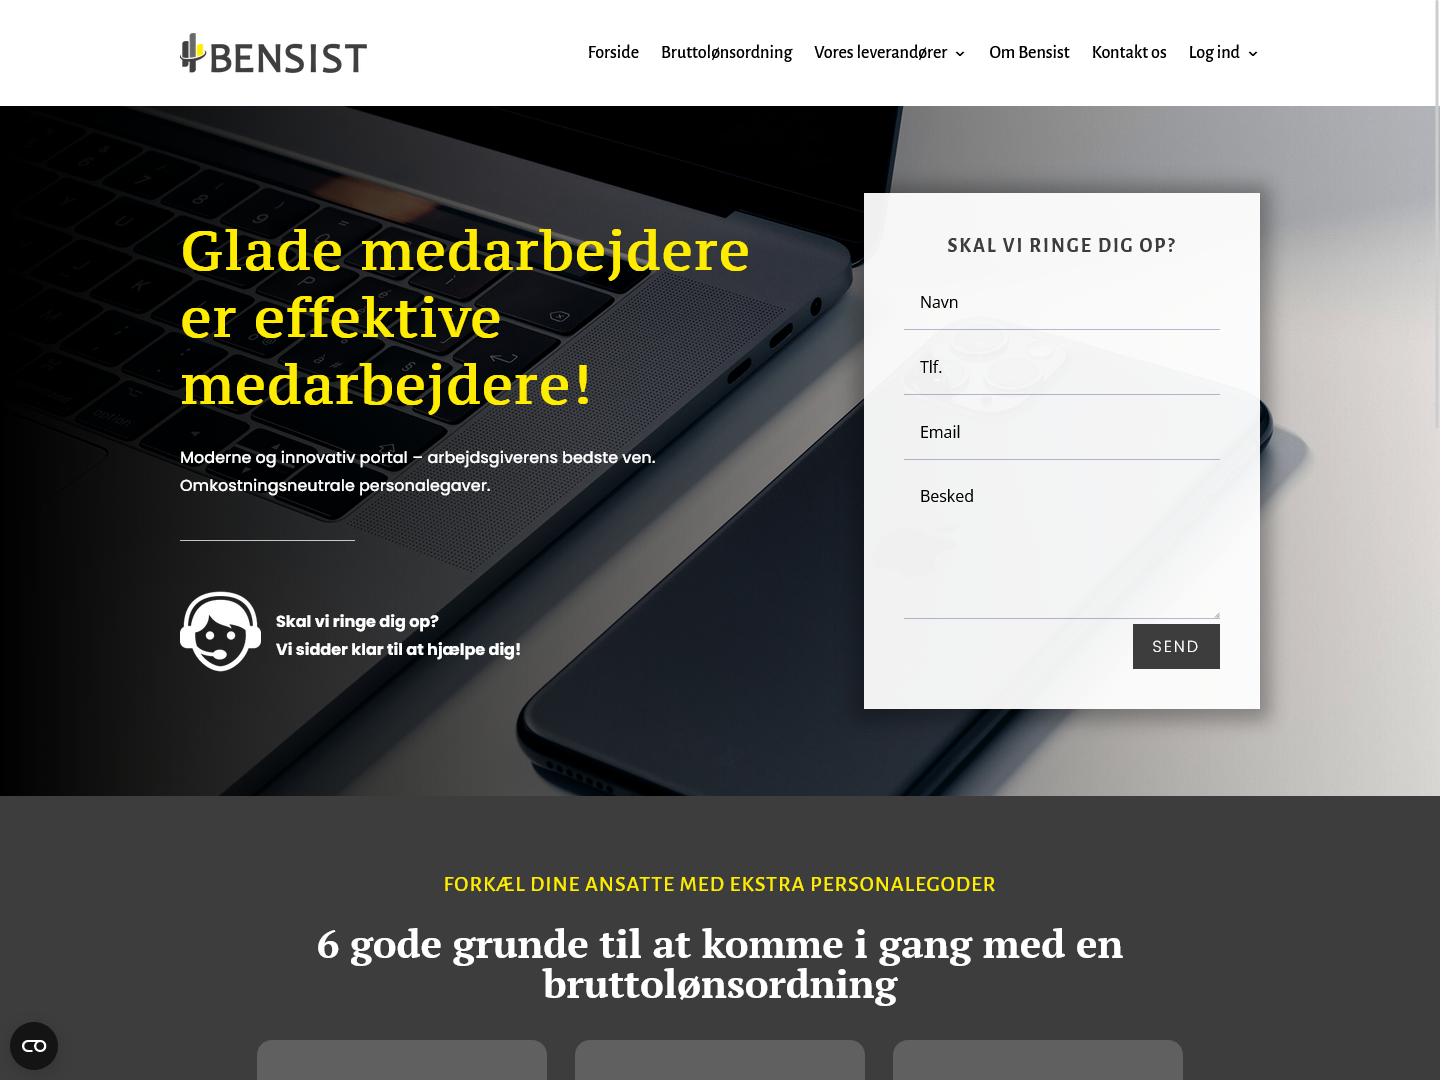 BENSIST
Forside Bruttolønsordning Vores leverandører Om Bensist Kontakt os Log ind
Glade medarbejdere
er effektive
medarbejdere!
Moderne og innovativ portal – arbejdsgiverens bedste ven.
Omkostningsneutrale personalegaver.
Skal vi ringe dig op?
Vi sidder klar til at hjælpe dig!
SKAL VI RINGE DIG OP?
Navn
Tlf.
Email
Besked
SEND
FORKÆL DINE ANSATTE MED EKSTRA PERSONALEGODER
6 gode grunde til at komme i gang med en
bruttolønsordning